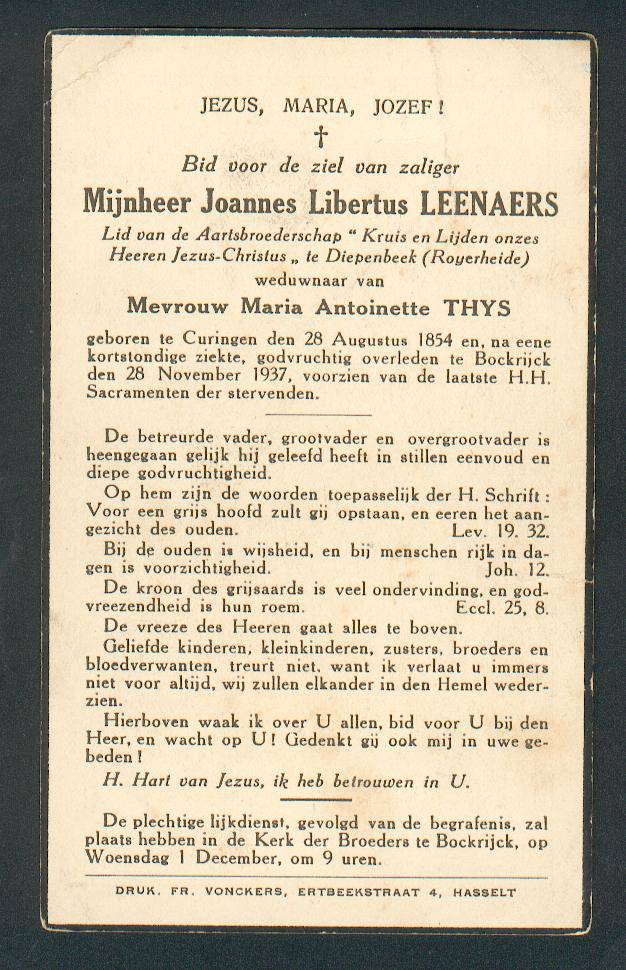 JEZUS, MARIA, JOZEF!
†
Bid voor de ziel van zaliger
Mijnheer Joannes Libertus LEENAERS
Lid van de Aartsbroederschap “ Kruis en Lijden onzes
Heeren Jezus-Christus „ te Diepenbeek (Royerheide)
weduwnaar van
Mevrouw Maria Antoinette THYS
geboren te Curingen den 28 Augustus 1854 en, na eene
kortstondige ziekte, godvruchtig overleden te Bockrijck
den 28 November 1937, voorzien van de laatste H.H.
Sacramenten der stervenden.
De betreurde vader, grootvader en overgrootvader is
heengegaan gelijk hij geleefd heeft in stillen eenvoud en
diepe godvruchtigheid.
Op hem zijn de woorden toepasselijk der H. Schrift :
Voor een grijs hoofd zult gij opstaan, en eeren het aan-
gezicht des ouden. Lev. 19. 32.
Bij de ouden is wijsheid, en bij menschen rijk in da-
gen is voorzichtigheid. Joh. 12.
De kroon des grijsaards is veel ondervinding, en god-
vreezendheid is hun roem. Eccl. 25, 8.
De vreeze des Heeren gaat alles te boven.
Geliefde kinderen, kleinkinderen, zusters, broeders en
bloedverwanten, treurt niet, want ik verlaat u immers
niet voor altijd, wij zullen elkander in den Hemel weder-
zien.
Hierboven waak ik over U allen, bid voor U bij den
Heer, en wacht op U! Gedenkt gij ook mij in uwe ge-
beden !
H. Hart van Jezus, ik heb betrouwen in U.
De plechtige lijkdienst, gevolgd van de begrafenis, zal
plaats hebben in de Kerk der Broeders te Bockrijck, op
Woensdag 1 December, om 9 uren.
DRUK. FR. VONCKERS, ERTBEEKSTRAAT 4, HASSELT